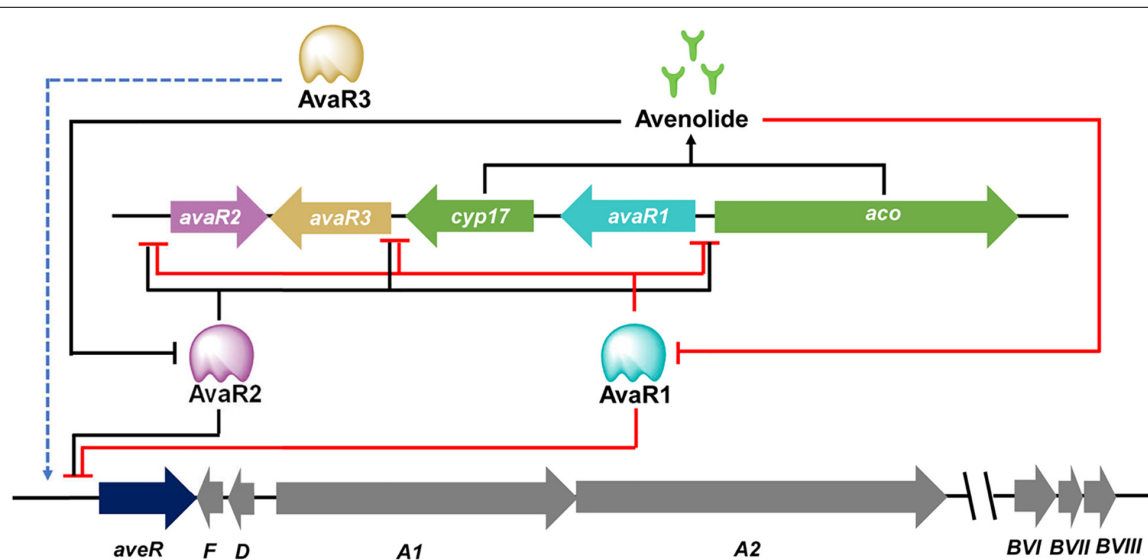 AvaR3
Avenolide
avaR2
avaR3
cyp17
avaR1
aco
AvaR2
AvaR1
aveR
F
D
A1
A2
BVI
BVII
BVIII